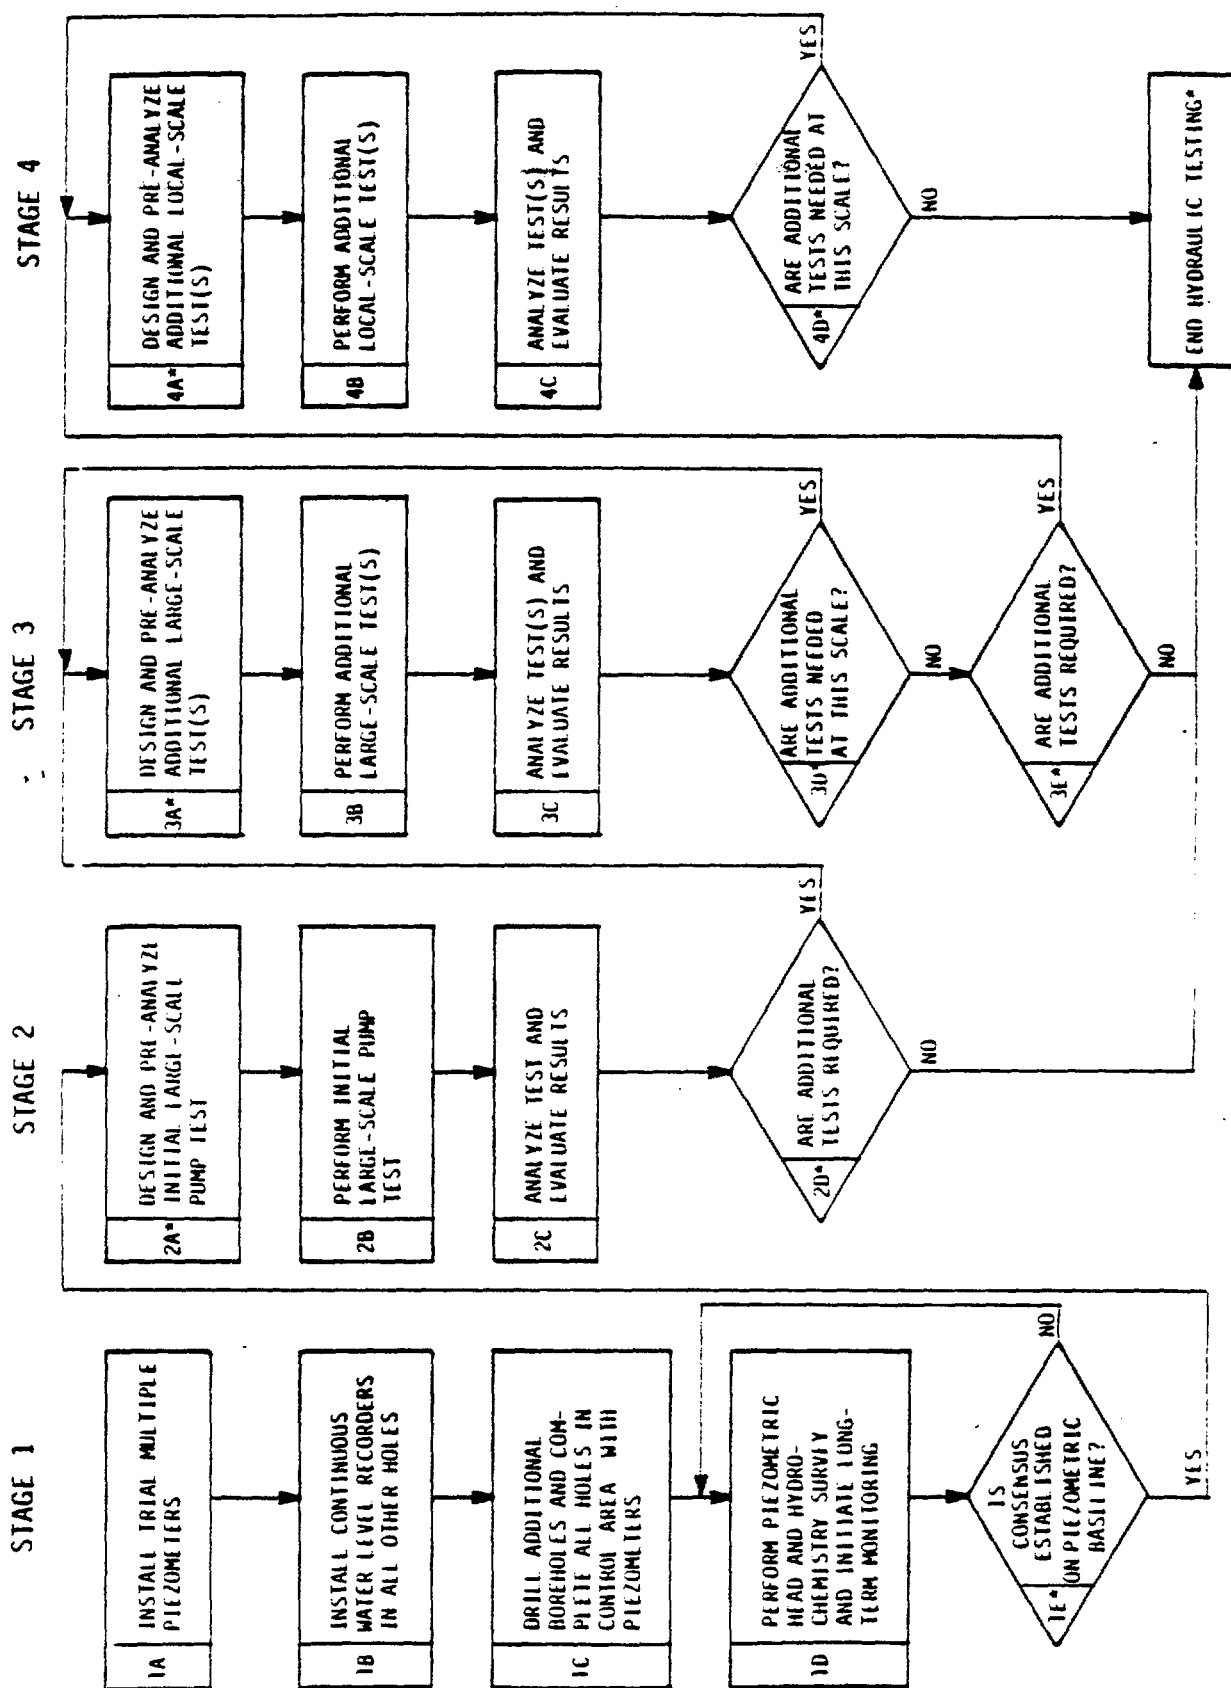 STAGE 1
1A
INSTALL TRIAL MULTIPLE
PIEZOMETERS
1B
INSTALL CONTINUOUS
WATER LEVEL RECORDERS
IN ALL OTHER HOLES
1C
DRILL ADDITIONAL
BOREHOLES AND COM-
PLETE ALL HOLES IN
CONTROL AREA WITH
PIEZOMETERS
1D
PERFORM PIEZOMETRIC
HEAD AND HYDRO-
CHEMISTRY SURVEY
AND INITIATE LONG-
TERM MONITORING
1E*
IS
CONSENSUS
ESTABLISHED
ON PIEZOMETRIC
BASELINE?
NO
YES
STAGE 2
2A*
DESIGN AND PRE-ANALYZE
INITIAL LARGE-SCALE
PUMP TEST
2B
PERFORM INITIAL
LARGE-SCALE PUMP
TEST
2C
ANALYZE TEST AND
EVALUATE RESULTS
2D*
ARE ADDITIONAL
TESTS REQUIRED?
YES
NO
STAGE 3
3A*
DESIGN AND PRE-ANALYZE
ADDITIONAL LARGE-SCALE
TEST(S)
3B
PERFORM ADDITIONAL
LARGE-SCALE TEST(S)
3C
ANALYZE TEST(S) AND
EVALUATE RESULTS
3D*
ARE ADDITIONAL
TESTS NEEDED
AT THIS SCALE?
YES
NO
3E*
ARE ADDITIONAL
TESTS REQUIRED?
YES
NO
STAGE 4
4A*
DESIGN AND PRE-ANALYZE
ADDITIONAL LOCAL-SCALE
TEST(S)
4B
PERFORM ADDITIONAL
LOCAL-SCALE TEST(S)
4C
ANALYZE TEST(S) AND
EVALUATE RESULTS
4D*
ARE ADDITIONAL
TESTS NEEDED AT
THIS SCALE?
YES
NO
END HYDRAULIC TESTING*